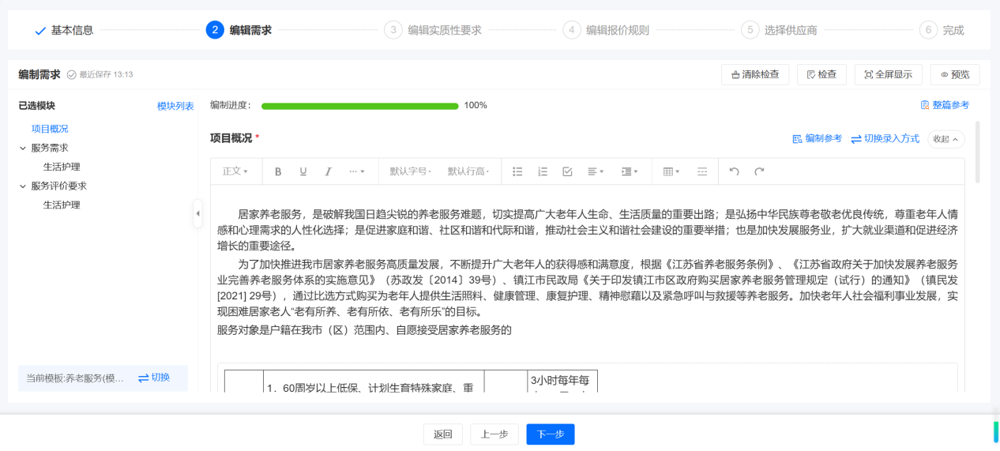 基本信息 2 编辑需求 3 编辑实质性要求 4 编辑报价规则 5 选择供应商 6 完成
编制需求 最近保存 13:13 清除检查 检查 全屏显示 预览
已选模块 模块列表
项目概况
服务需求
生活护理
服务评价要求
生活护理
当前模板:养老服务(模... 切换
编制进度： 100% 整篇参考
项目概况 * 编制参考 切换录入方式 收起
正文 B U I ··· 默认字号 默认行高
居家养老服务，是破解我国日趋尖锐的养老服务难题，切实提高广大老年人生命、生活质量的重要出路；是弘扬中华民族尊老敬老优良传统，尊重老年人情
感和心理需求的人性化选择；是促进家庭和谐、社区和谐和代际和谐，推动社会主义和谐社会建设的重要举措；也是加快发展服务业，扩大就业渠道和促进经济
增长的重要途径。
为了加快推进我市居家养老服务高质量发展，不断提升广大老年人的获得感和满意度，根据《江苏省养老服务条例》、《江苏省政府关于加快发展养老服务
业完善养老服务体系的实施意见》（苏政发〔2014〕39号）、镇江市民政局《关于印发镇江市区政府购买居家养老服务管理规定（试行）的通知》（镇民发
[2021] 29号），通过比选方式购买为老年人提供生活照料、健康管理、康复护理、精神慰藉以及紧急呼叫与救援等养老服务。加快老年人社会福利事业发展，实
现困难居家老人“老有所养、老有所依、老有所乐”的目标。
服务对象是户籍在我市（区）范围内、自愿接受居家养老服务的
3小时每年每
1、60周岁以上低保、计划生育特殊家庭、重
返回 上一步 下一步